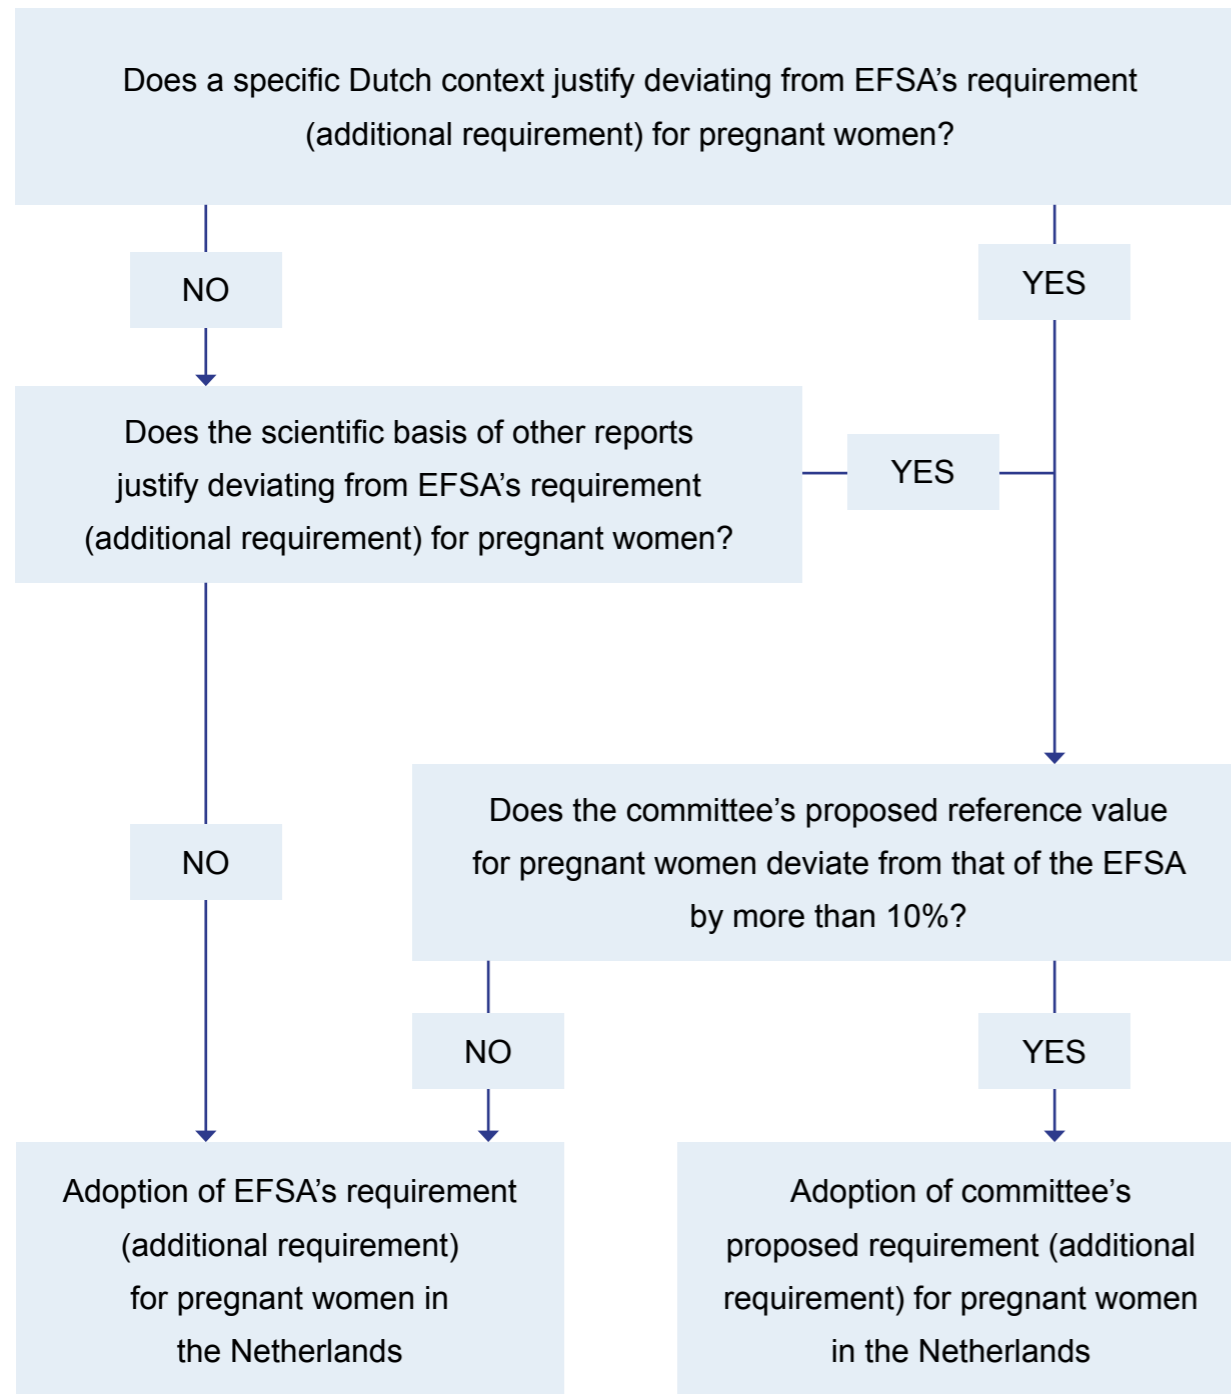 Does a specific Dutch context justify deviating from EFSA’s requirement
(additional requirement) for pregnant women?
NO
YES
Does the scientific basis of other reports
justify deviating from EFSA’s requirement
(additional requirement) for pregnant women?
YES
Does the committee’s proposed reference value
for pregnant women deviate from that of the EFSA
by more than 10%?
NO
NO
YES
Adoption of EFSA’s requirement
(additional requirement)
for pregnant women in
the Netherlands
Adoption of committee’s
proposed requirement (additional
requirement) for pregnant women
in the Netherlands